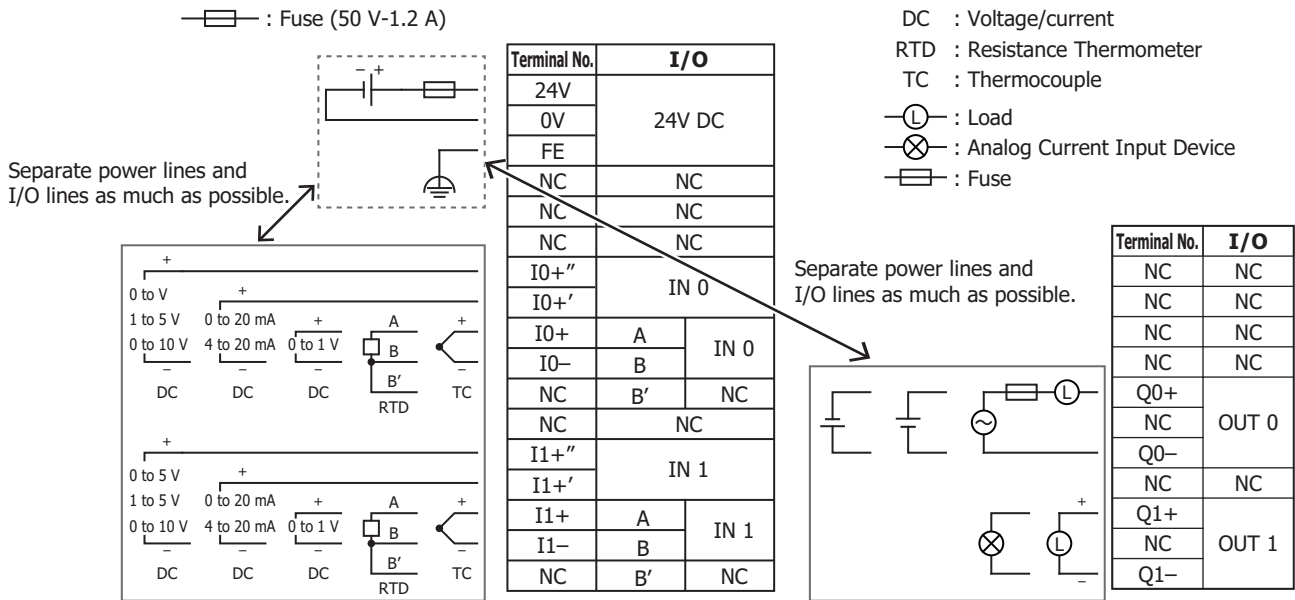 : Fuse (50 V-1.2 A)
DC : Voltage/current
RTD : Resistance Thermometer
TC : Thermocouple
L : Load
: Analog Current Input Device
: Fuse
– +
Separate power lines and
I/O lines as much as possible.
Terminal No. I/O
24V
0V 24V DC
FE
NC NC
NC NC
NC NC
I0+″
I0+′ IN 0
I0+ A
I0– B IN 0
NC B′ NC
NC NC
I1+″
I1+′ IN 1
I1+ A
I1– B IN 1
NC B′ NC
+
0 to V +
1 to 5 V 0 to 20 mA + A +
0 to 10 V 4 to 20 mA 0 to 1 V B
– – – B′ –
DC DC DC RTD TC
+
0 to 5 V +
1 to 5 V 0 to 20 mA + A +
0 to 10 V 4 to 20 mA 0 to 1 V B
– – – B′ –
DC DC DC RTD TC
Separate power lines and
I/O lines as much as possible.
L
+
L
–
Terminal No. I/O
NC NC
NC NC
NC NC
NC NC
Q0+
NC OUT 0
Q0–
NC NC
Q1+
NC OUT 1
Q1–